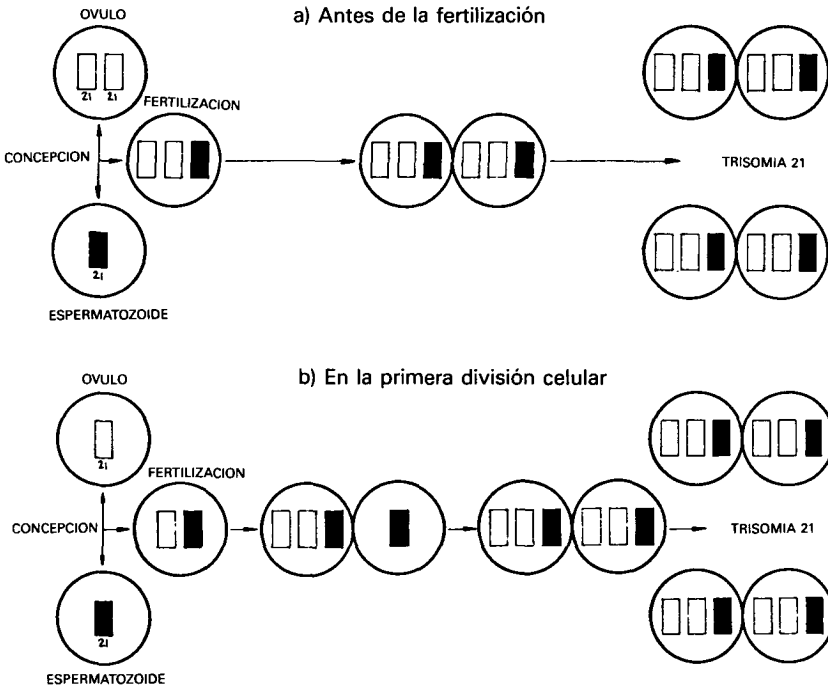 a) Antes de la fertilización
OVULO
21 21
FERTILIZACION
CONCEPCION
TRISOMIA 21
21
ESPERMATOZOIDE
b) En la primera división celular
OVULO
21
FERTILIZACION
CONCEPCION
TRISOMIA 21
21
ESPERMATOZOIDE